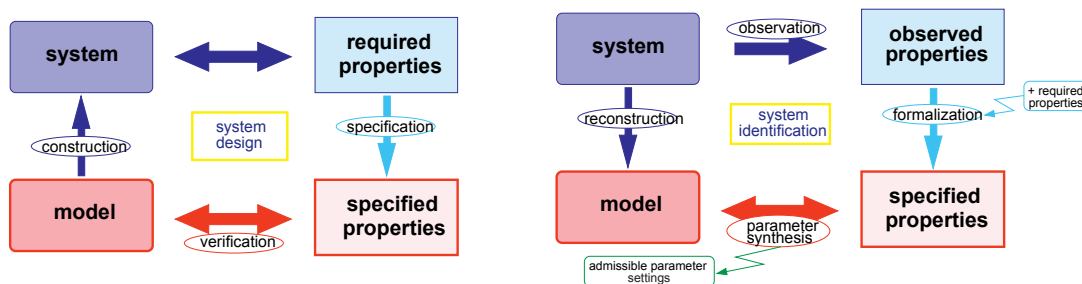 system
required
properties
system
design
specification
construction
model
specified
properties
verification
system
observation
observed
properties
+ required
properties
reconstruction
system
identification
formalization
model
specified
properties
parameter
synthesis
admissible parameter
settings